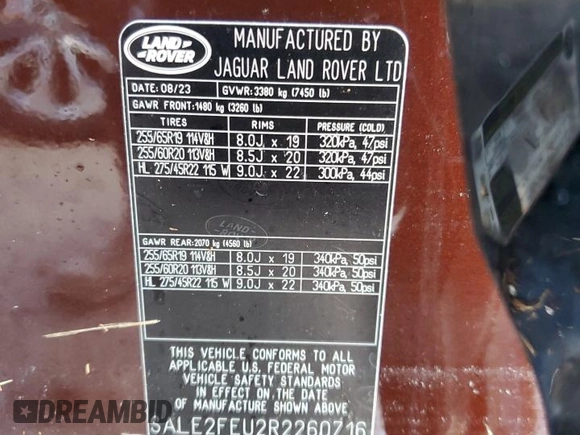 LAND
ROVER
MANUFACTURED BY
JAGUAR LAND ROVER LTD
DATE: 08/23 GVWR: 3380 kg (7450 lb)
GAWR FRONT: 1480 kg (3260 lb)
TIRES RIMS PRESSURE (COLD)
255/65R19 114V&H 8.0J x 19 320kPa, 47psi
255/60R20 113V&H 8.5J x 20 320kPa, 47psi
HL 275/45R22 115 W 9.0J x 22 300kPa, 44psi
LAND
GAWR REAR: 2070 kg (4560 lb)
255/65R19 114V&H 8.0J x 19 340kPa, 50psi
255/60R20 113V&H 8.5J x 20 340kPa, 50psi
HL 275/45R22 115 W 9.0J x 22 340kPa, 50psi
THIS VEHICLE CONFORMS TO ALL
APPLICABLE U.S. FEDERAL MOTOR
VEHICLE SAFETY STANDARDS
IN EFFECT ON THE DATE OF
MANUFACTURE SHOWN ABOVE
SALE2FEU2R2260716
DREAMBID